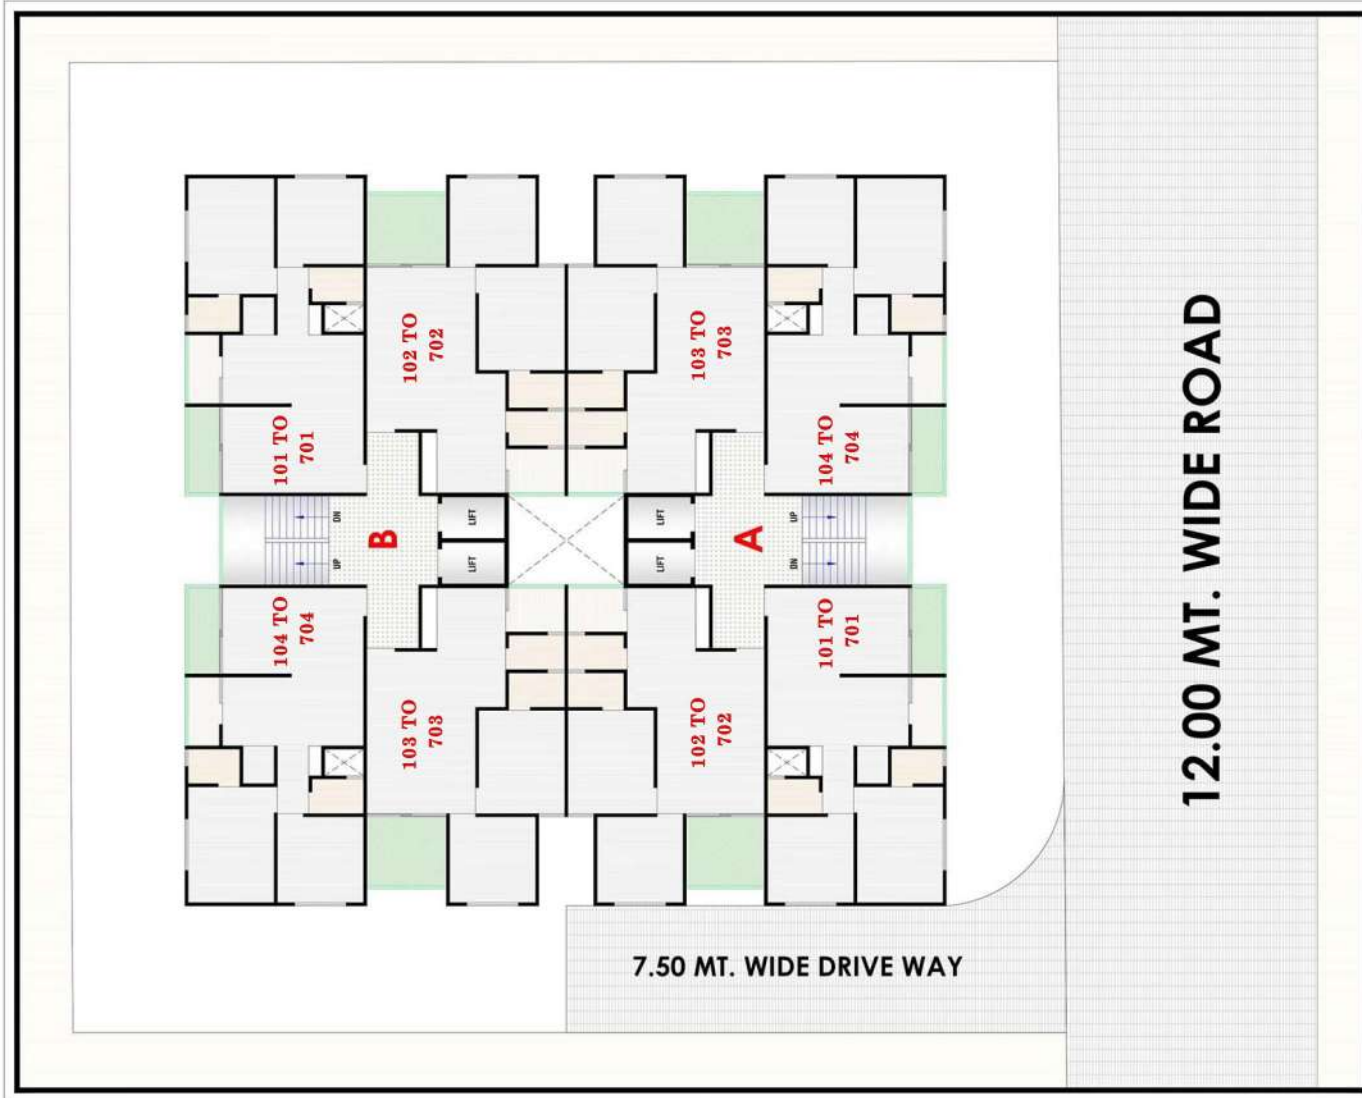 102 TO
702
103 TO
703
101 TO
701
104 TO
704
DN
UP
B
LIFT
LIFT
LIFT
LIFT
A
UP
DN
104 TO
704
101 TO
701
103 TO
703
102 TO
702
7.50 MT. WIDE DRIVE WAY
12.00 MT. WIDE ROAD